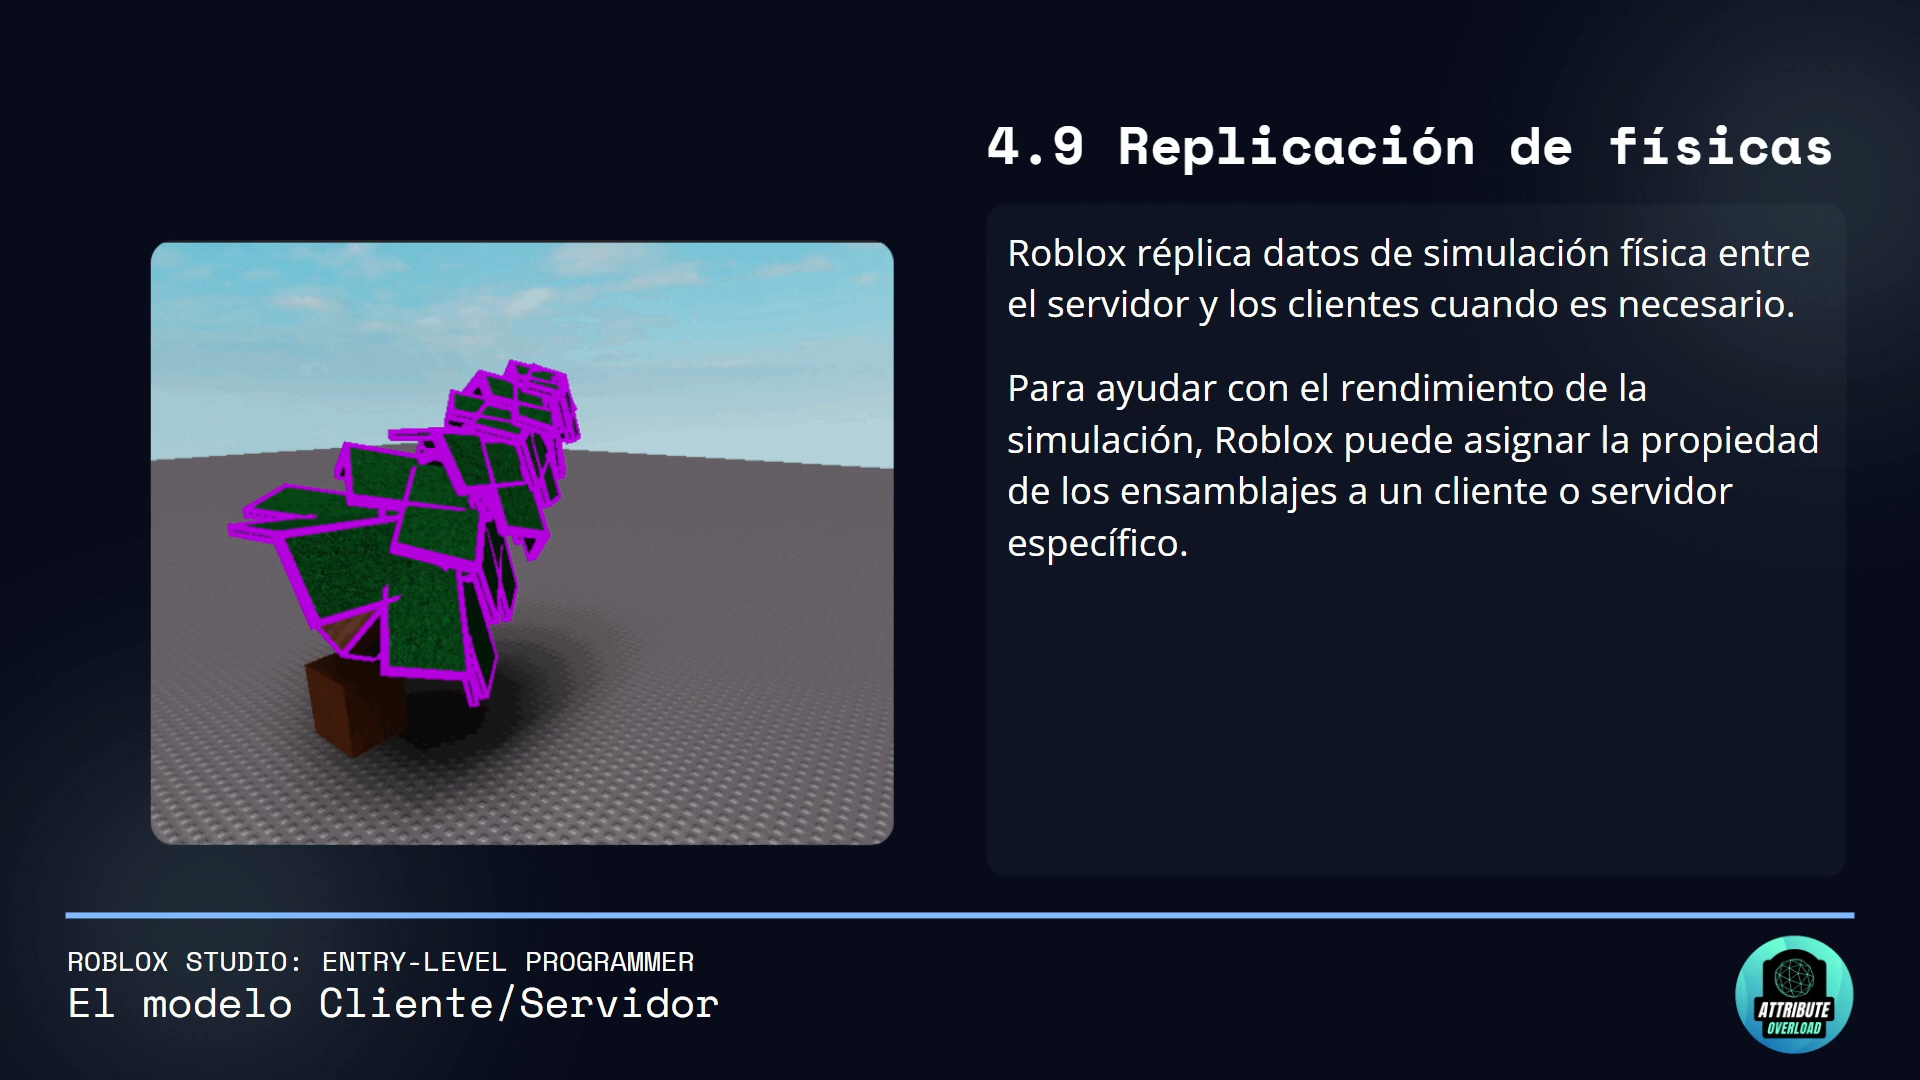 4.9 Replicación de físicas
Roblox réplica datos de simulación física entre
el servidor y los clientes cuando es necesario.
Para ayudar con el rendimiento de la
simulación, Roblox puede asignar la propiedad
de los ensamblajes a un cliente o servidor
específico.
ROBLOX STUDIO: ENTRY-LEVEL PROGRAMMER
El modelo Cliente/Servidor
ATTRIBUTE
OVERLOAD